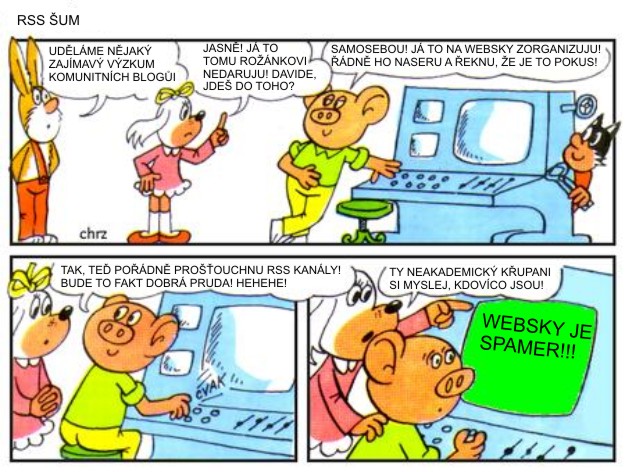 RSS ŠUM
UDĚLÁME NĚJAKÝ
ZAJÍMAVÝ VÝZKUM
KOMUNITNÍCH BLOGŮ!
JASNĚ! JÁ TO
TOMU ROŽÁNKOVI
NEDARUJU! DAVIDE,
JDEŠ DO TOHO?
SAMOSEBOU! JÁ TO NA WEBSKY ZORGANIZUJU!
ŘÁDNĚ HO NASERU A ŘEKNU, ŽE JE TO POKUS!
chrz
TAK, TEĎ POŘÁDNĚ PROŠŤOUCHNU RSS KANÁLY!
BUDE TO FAKT DOBRÁ PRUDA! HEHEHE!
CVAK
TY NEAKADEMICKÝ KŘUPANI
SI MYSLEJ, KDOVÍCO JSOU!
WEBSKY JE
SPAMER!!!